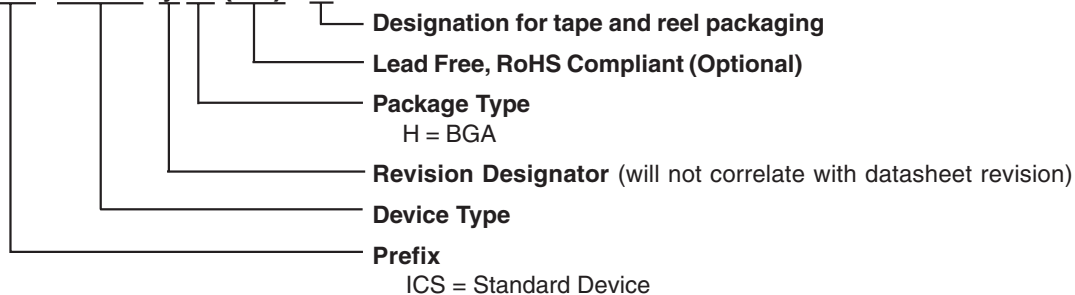 Designation for tape and reel packaging
Lead Free, RoHS Compliant (Optional)
Package Type
H = BGA
Revision Designator (will not correlate with datasheet revision)
Device Type
Prefix
ICS = Standard Device